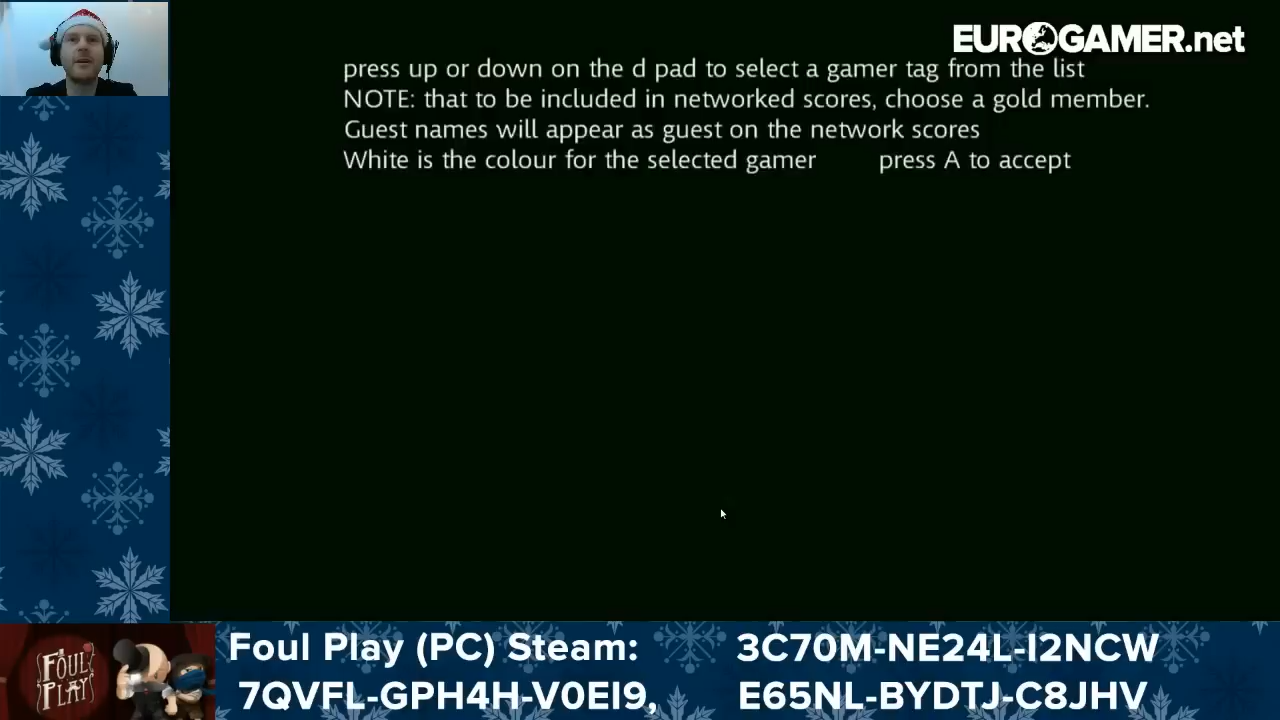 EUROGAMER.net
press up or down on the d pad to select a gamer tag from the list
NOTE: that to be included in networked scores, choose a gold member.
Guest names will appear as guest on the network scores
White is the colour for the selected gamer press A to accept
FOUL PLAY
Foul Play (PC) Steam: 3C70M-NE24L-I2NCW
7QVFL-GPH4H-V0EI9, E65NL-BYDTJ-C8JHV